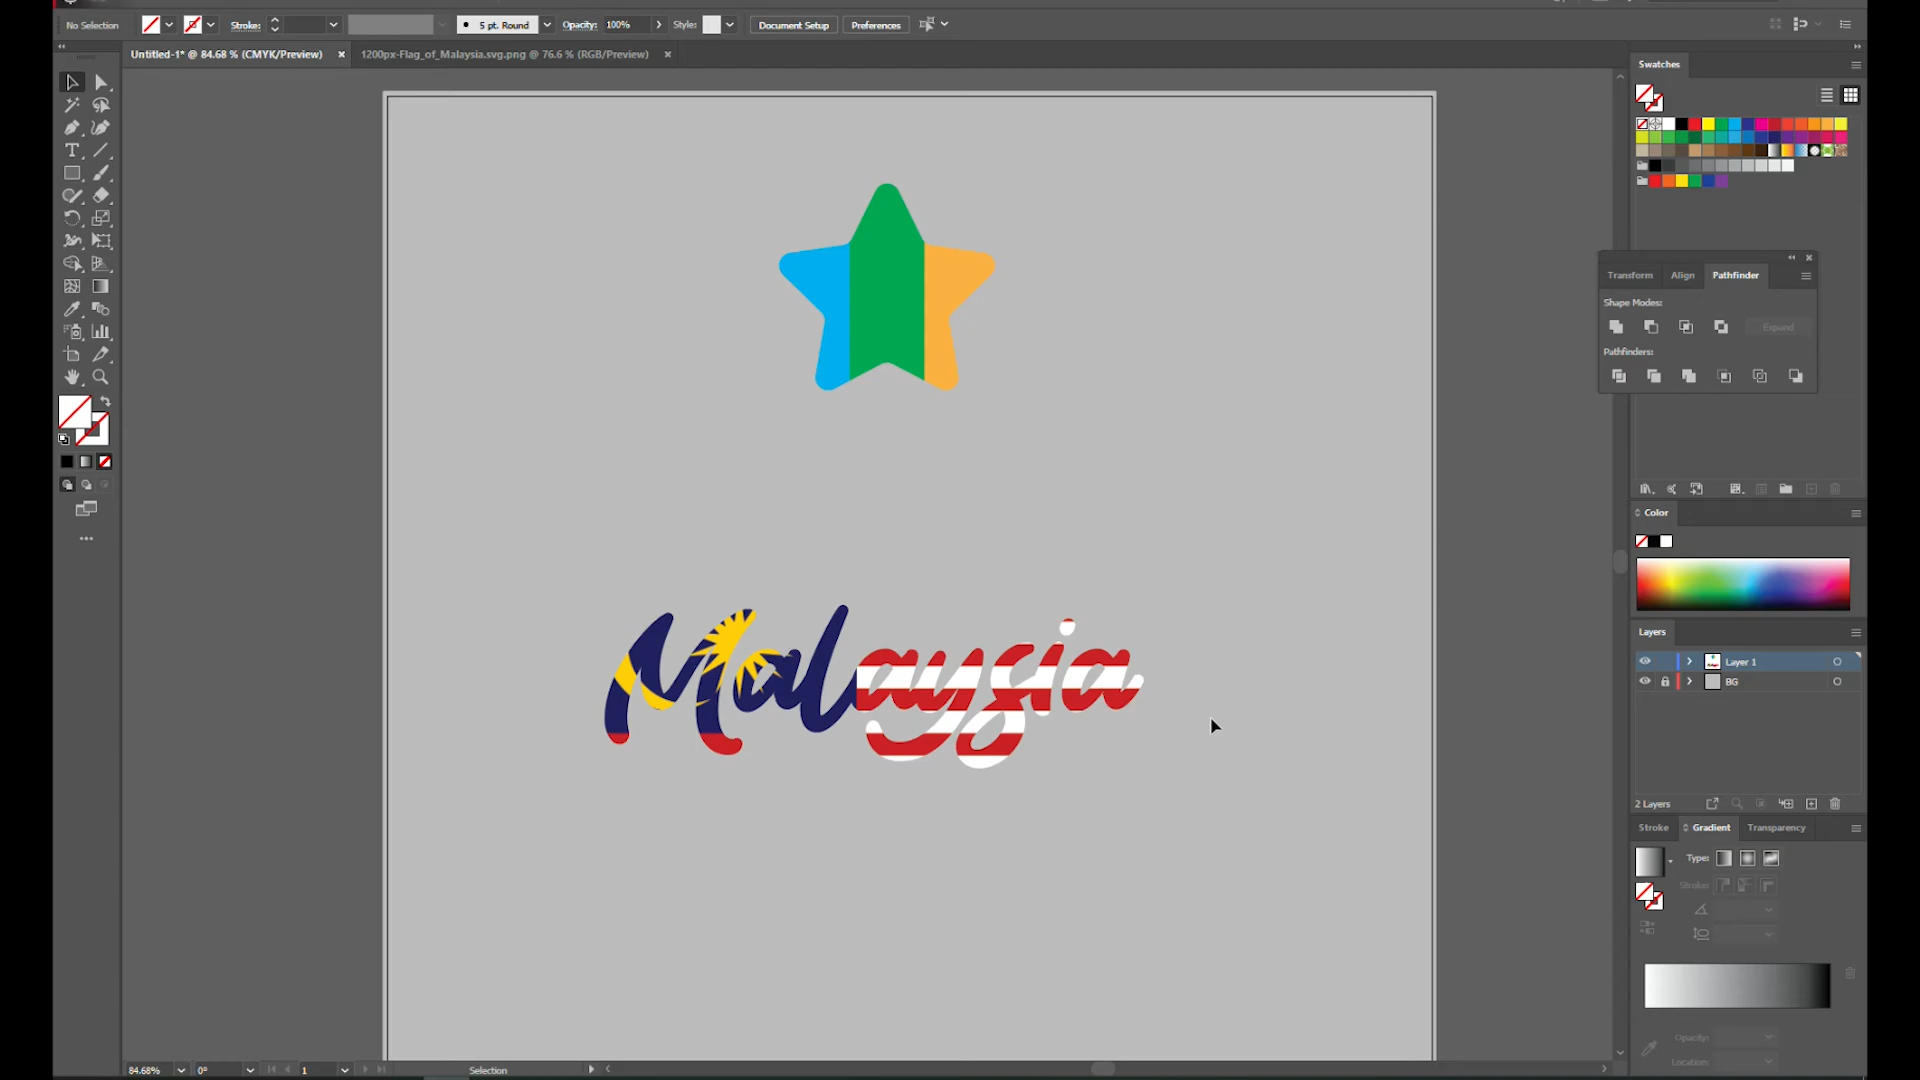 No Selection
Stroke:
5 pt. Round
Opacity:
100%
Style:
Document Setup
Preferences
Untitled-1* @ 84.68 % (CMYK/Preview)
1200px-Flag_of_Malaysia.svg.png @ 76.6 % (RGB/Preview)
Swatches
Transform
Align
Pathfinder
Shape Modes:
Expand
Pathfinders:
Malaysia
Color
Layers
Layer 1
BG
2 Layers
Stroke
Gradient
Transparency
Type:
Stroke:
Opacity:
Location:
84.68%
0°
1
Selection